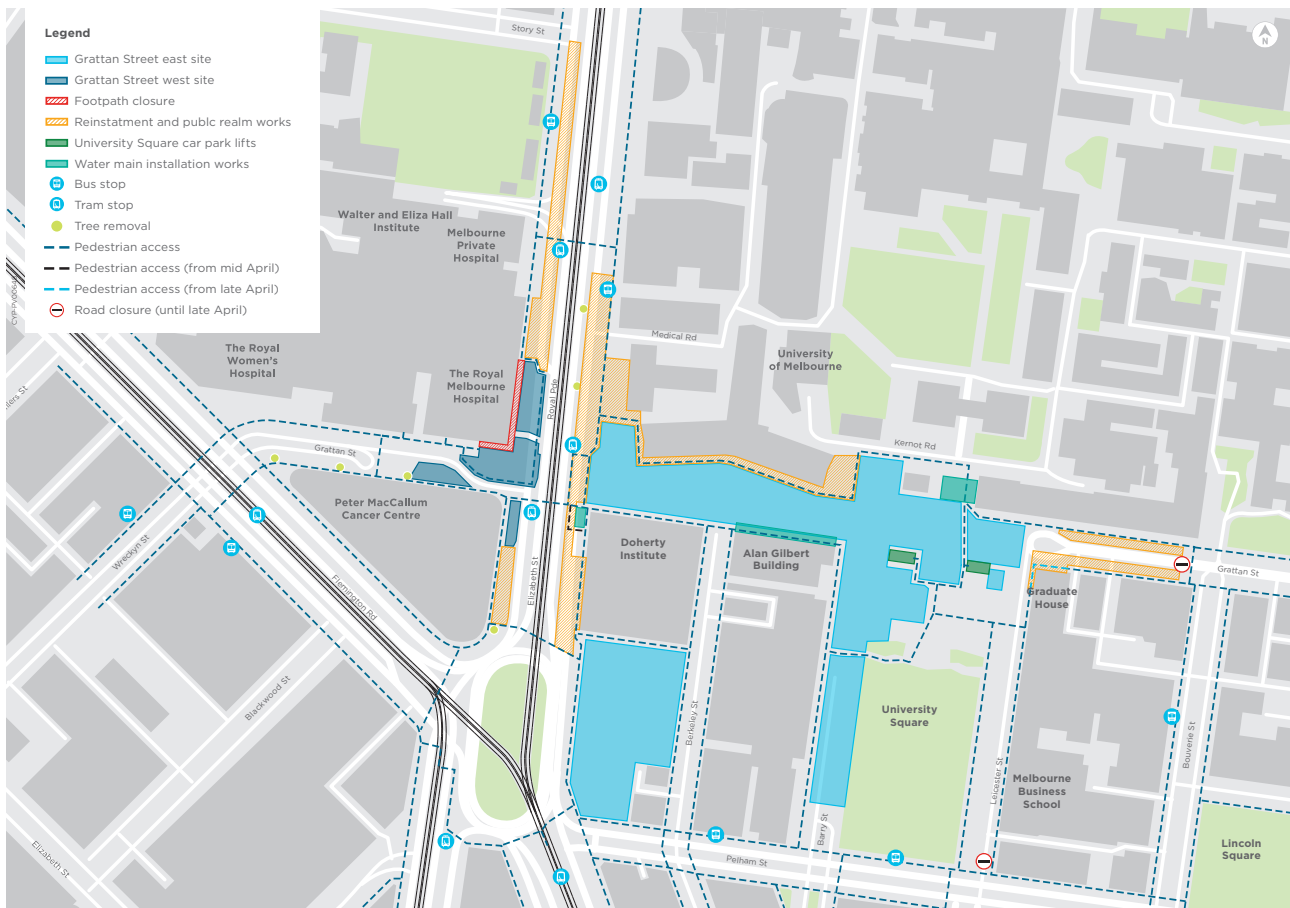 Legend
Grattan Street east site
Grattan Street west site
Footpath closure
Reinstatment and publc realm works
University Square car park lifts
Water main installation works
Bus stop
Tram stop
Tree removal
Pedestrian access
Pedestrian access (from mid April)
Pedestrian access (from late April)
Road closure (until late April)
Story St
N
Walter and Eliza Hall
Institute
Melbourne
Private
Hospital
The Royal
Women's
Hospital
The Royal
Melbourne
Hospital
Royal Pde
Medical Rd
University
of Melbourne
Kernot Rd
Grattan St
Peter MacCallum
Cancer Centre
Wreckyn St
Flemington Rd
Elizabeth St
Doherty
Institute
Alan Gilbert
Building
Graduate
House
Grattan St
Blackwood St
Berkeley St
University
Square
Leicester St
Bouverie St
Melbourne
Business
School
Barry St
Pelham St
Lincoln
Square
Elizabeth St